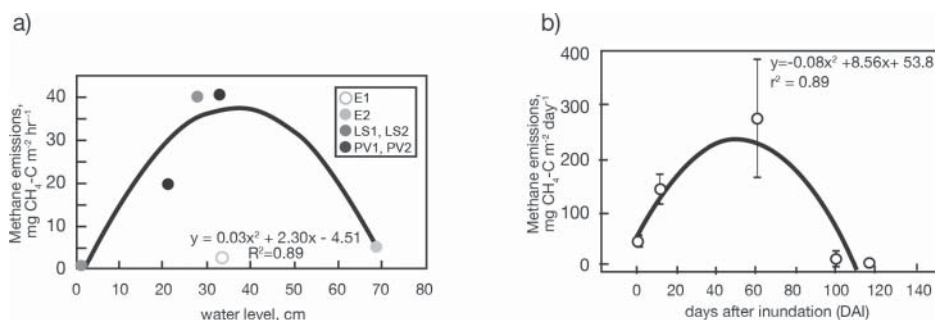 a)
Methane emissions,
mg CH₄-C m⁻² hr⁻¹
40
30
20
10
5
0
E1
E2
LS1, LS2
PV1, PV2
y = 0.03x² + 2.30x - 4.51
R²=0.89
0 10 20 30 40 50 60 70 80
water level, cm
b)
Methane emissions,
mg CH₄-C m⁻² day⁻¹
400
300
200
100
0
y=-0.08x² +8.56x+ 53.8
r² = 0.89
0 20 40 60 80 100 120 140
days after inundation (DAI)